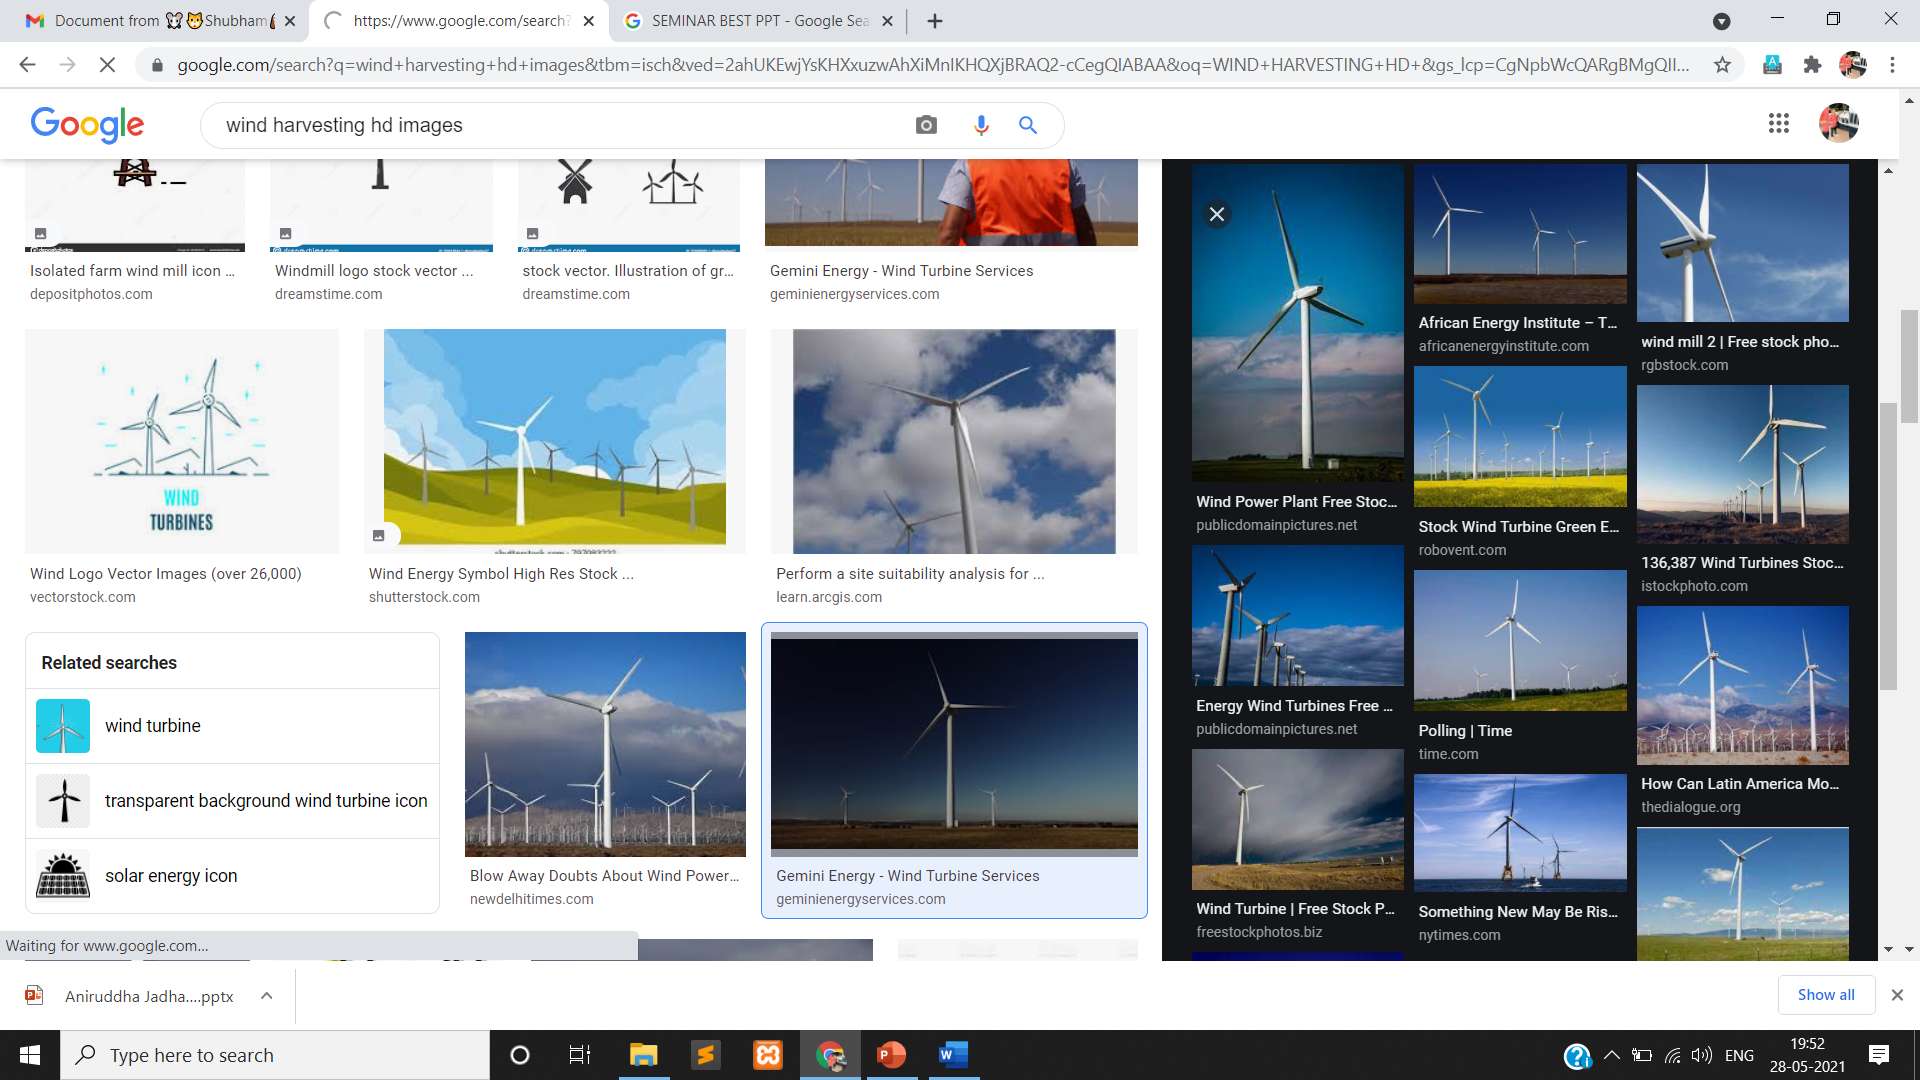 Document from 🐭🐱Shubham
https://www.google.com/search?
SEMINAR BEST PPT - Google Sea
google.com/search?q=wind+harvesting+hd+images&tbm=isch&ved=2ahUKEwjYsKHXxuzwAhXiMnIKHQXjBRAQ2-cCegQIABAA&oq=WIND+HARVESTING+HD+&gs_lcp=CgNpbWcQARgBMgQII...
Google
wind harvesting hd images
Isolated farm wind mill icon ...
depositphotos.com
Windmill logo stock vector ...
dreamstime.com
stock vector. Illustration of gr...
dreamstime.com
Gemini Energy - Wind Turbine Services
geminienergyservices.com
WIND
TURBINES
Wind Logo Vector Images (over 26,000)
vectorstock.com
Wind Energy Symbol High Res Stock ...
shutterstock.com
Perform a site suitability analysis for ...
learn.arcgis.com
Related searches
wind turbine
transparent background wind turbine icon
solar energy icon
Blow Away Doubts About Wind Power...
newdelhitimes.com
Gemini Energy - Wind Turbine Services
geminienergyservices.com
Wind Power Plant Free Stoc...
publicdomainpictures.net
Energy Wind Turbines Free ...
publicdomainpictures.net
Wind Turbine | Free Stock P...
freestockphotos.biz
African Energy Institute – T...
africanenergyinstitute.com
Stock Wind Turbine Green E...
robovent.com
Polling | Time
time.com
Something New May Be Ris...
nytimes.com
wind mill 2 | Free stock pho...
rgbstock.com
136,387 Wind Turbines Stoc...
istockphoto.com
How Can Latin America Mo...
thedialogue.org
Waiting for www.google.com...
Aniruddha Jadha....pptx
Show all
Type here to search
ENG
19:52
28-05-2021